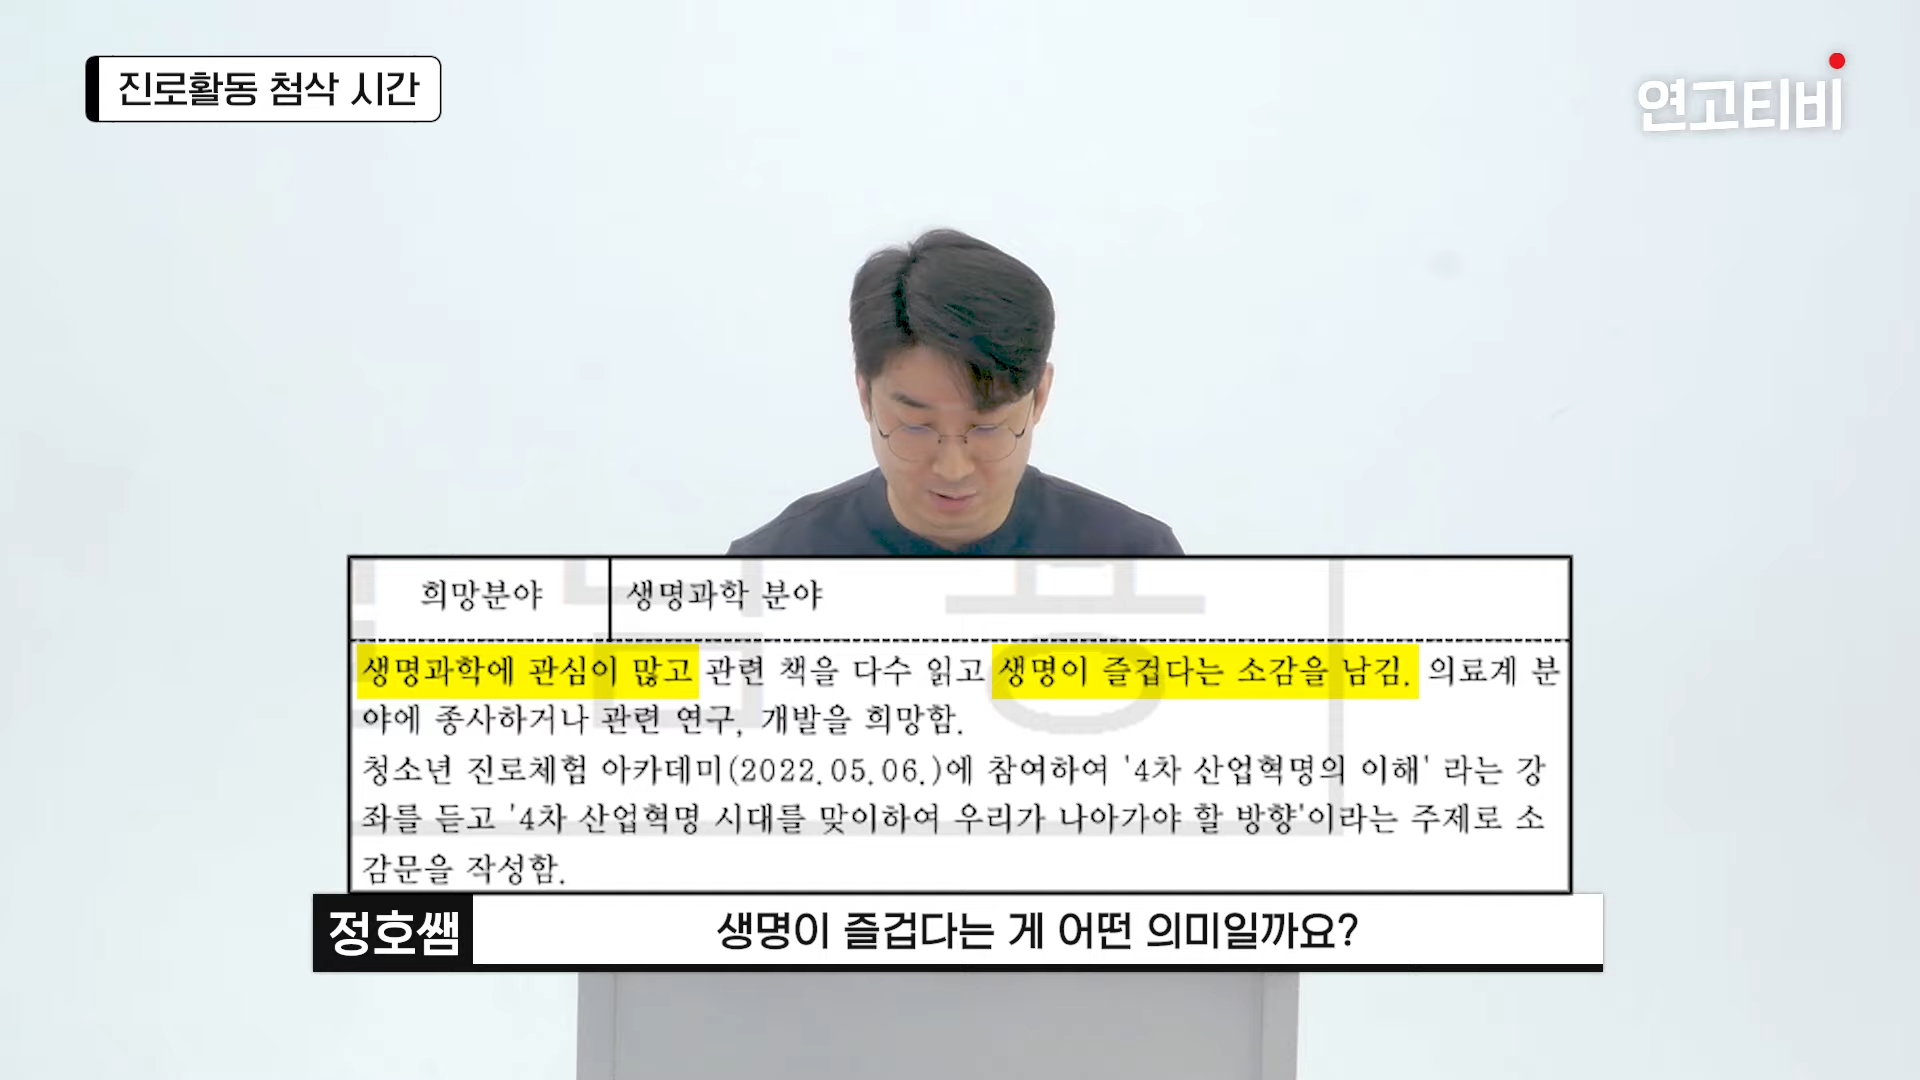 진로활동 첨삭 시간
연고티비
희망분야 생명과학 분야
생명과학에 관심이 많고 관련 책을 다수 읽고 생명이 즐겁다는 소감을 남김. 의료계 분
야에 종사하거나 관련 연구, 개발을 희망함.
청소년 진로체험 아카데미(2022.05.06.)에 참여하여 '4차 산업혁명의 이해' 라는 강
좌를 듣고 '4차 산업혁명 시대를 맞이하여 우리가 나아가야 할 방향'이라는 주제로 소
감문을 작성함.
정호쌤 생명이 즐겁다는 게 어떤 의미일까요?